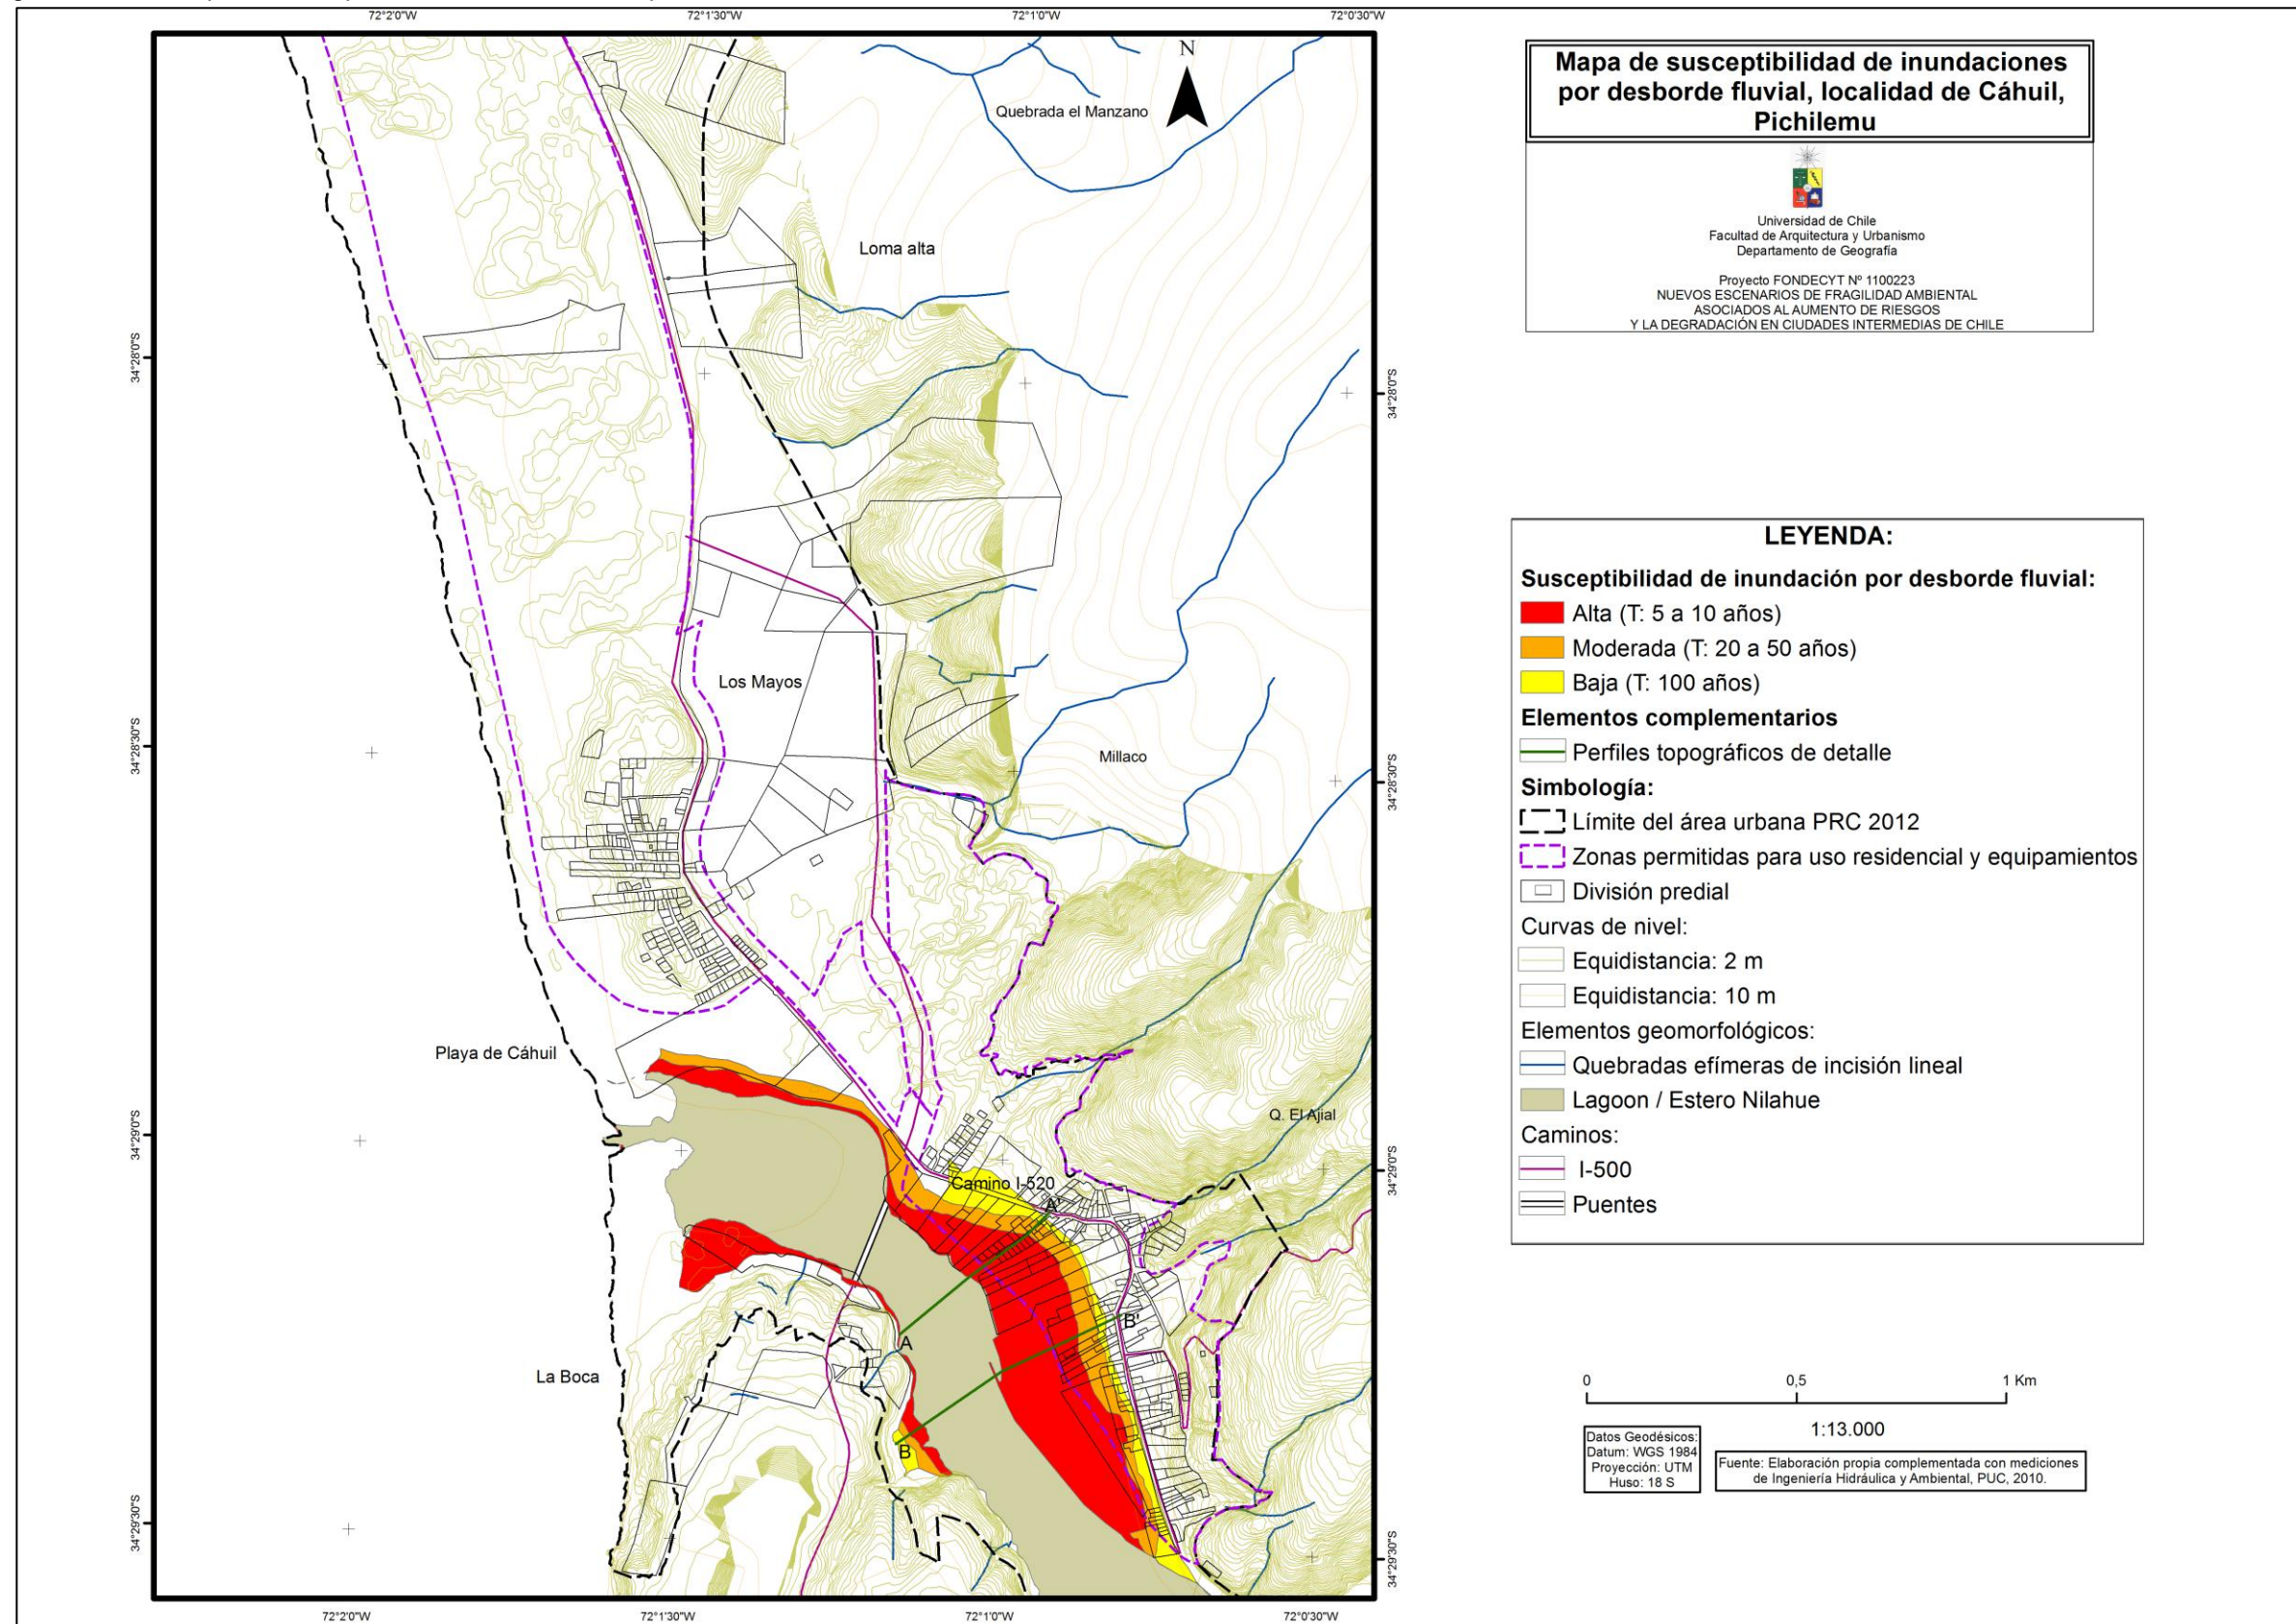 72°2'0"W
72°1'30"W
72°1'0"W
72°0'30"W
N
Quebrada el Manzano
Loma alta
34°28'0"S
34°28'0"S
Los Mayos
34°28'30"S
Millaco
34°28'30"S
Playa de Cáhuil
Q. El Ajial
34°29'0"S
34°29'0"S
Camino I-520
A'
B'
A
La Boca
B
34°29'30"S
34°29'30"S
72°2'0"W
72°1'30"W
72°1'0"W
72°0'30"W
Mapa de susceptibilidad de inundaciones
por desborde fluvial, localidad de Cáhuil,
Pichilemu
Universidad de Chile
Facultad de Arquitectura y Urbanismo
Departamento de Geografía
Proyecto FONDECYT Nº 1100223
NUEVOS ESCENARIOS DE FRAGILIDAD AMBIENTAL
ASOCIADOS AL AUMENTO DE RIESGOS
Y LA DEGRADACIÓN EN CIUDADES INTERMEDIAS DE CHILE
LEYENDA:
Susceptibilidad de inundación por desborde fluvial:
Alta (T: 5 a 10 años)
Moderada (T: 20 a 50 años)
Baja (T: 100 años)
Elementos complementarios
Perfiles topográficos de detalle
Simbología:
Límite del área urbana PRC 2012
Zonas permitidas para uso residencial y equipamientos
División predial
Curvas de nivel:
Equidistancia: 2 m
Equidistancia: 10 m
Elementos geomorfológicos:
Quebradas efímeras de incisión lineal
Lagoon / Estero Nilahue
Caminos:
I-500
Puentes
0
0,5
1 Km
1:13.000
Datos Geodésicos:
Datum: WGS 1984
Proyección: UTM
Huso: 18 S
Fuente: Elaboración propia complementada con mediciones
de Ingeniería Hidráulica y Ambiental, PUC, 2010.